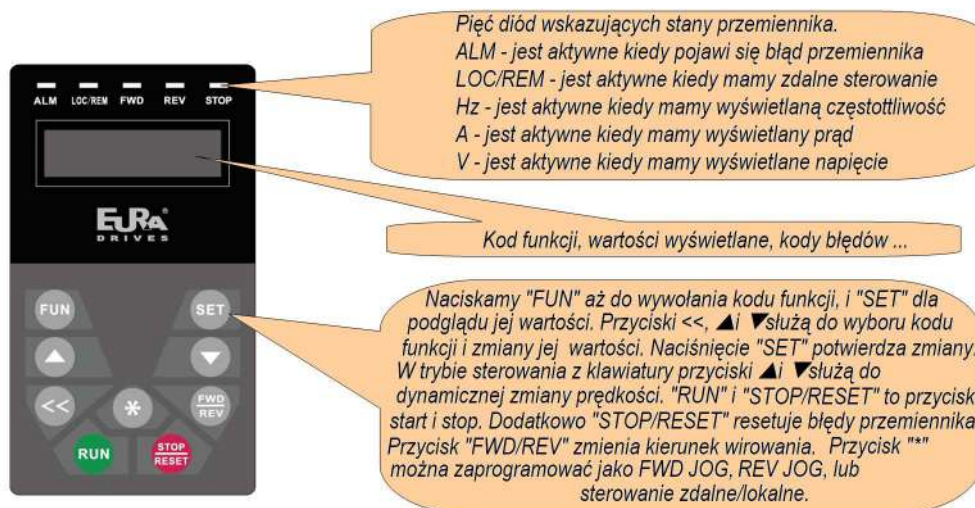 Pięć diód wskazujących stany przemiennika.
ALM - jest aktywne kiedy pojawi się błąd przemiennika
LOC/REM - jest aktywne kiedy mamy zdalne sterowanie
Hz - jest aktywne kiedy mamy wyświetlaną częstottliwość
A - jest aktywne kiedy mamy wyświetlany prąd
V - jest aktywne kiedy mamy wyświetlane napięcie
ALM LOC/REM FWD REV STOP
EURA®
DRIVES
Kod funkcji, wartości wyświetlane, kody błędów ...
FUN
SET
<<
*
FWD
REV
RUN
STOP
RESET
Naciskamy "FUN" aż do wywołania kodu funkcji, i "SET" dla
podglądu jej wartości. Przyciski <<, ▲i ▼służą do wyboru kodu
funkcji i zmiany jej wartości. Naciśnięcie "SET" potwierdza zmiany.
W trybie sterowania z klawiatury przyciski ▲i ▼służą do
dynamicznej zmiany prędkości. "RUN" i "STOP/RESET" to przycisk
start i stop. Dodatkowo "STOP/RESET" resetuje błędy przemiennika
Przycisk "FWD/REV" zmienia kierunek wirowania. Przycisk "*"
można zaprogramować jako FWD JOG, REV JOG, lub
sterowanie zdalne/lokalne.